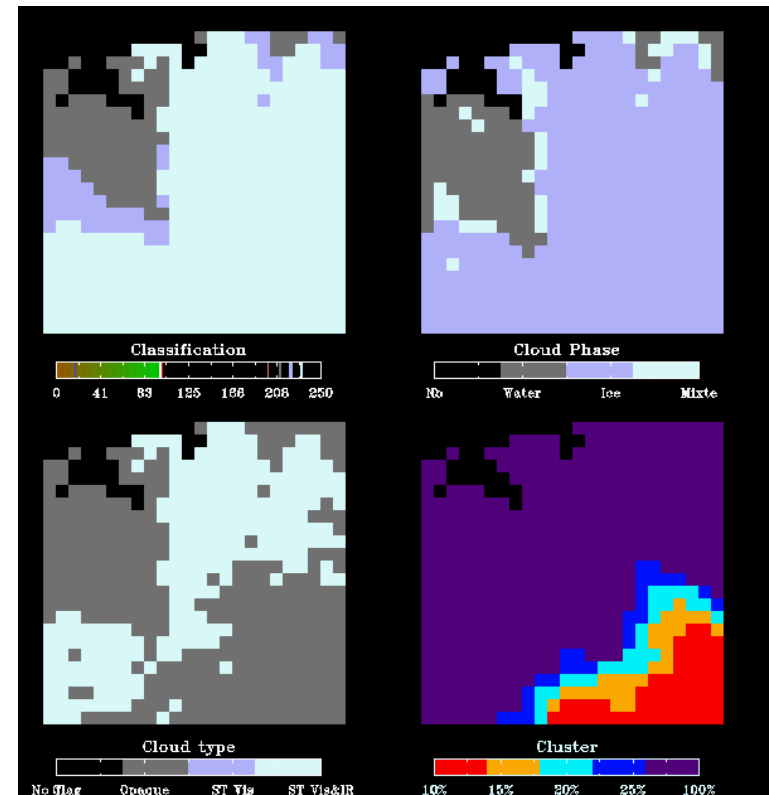 Classification
0 41 83 125 166 208 250
Cloud Phase
No Water Ice Mixte
Cloud type
No flag Opaque ST Vis ST Vis&IR
Cluster
10% 15% 20% 25% 100%